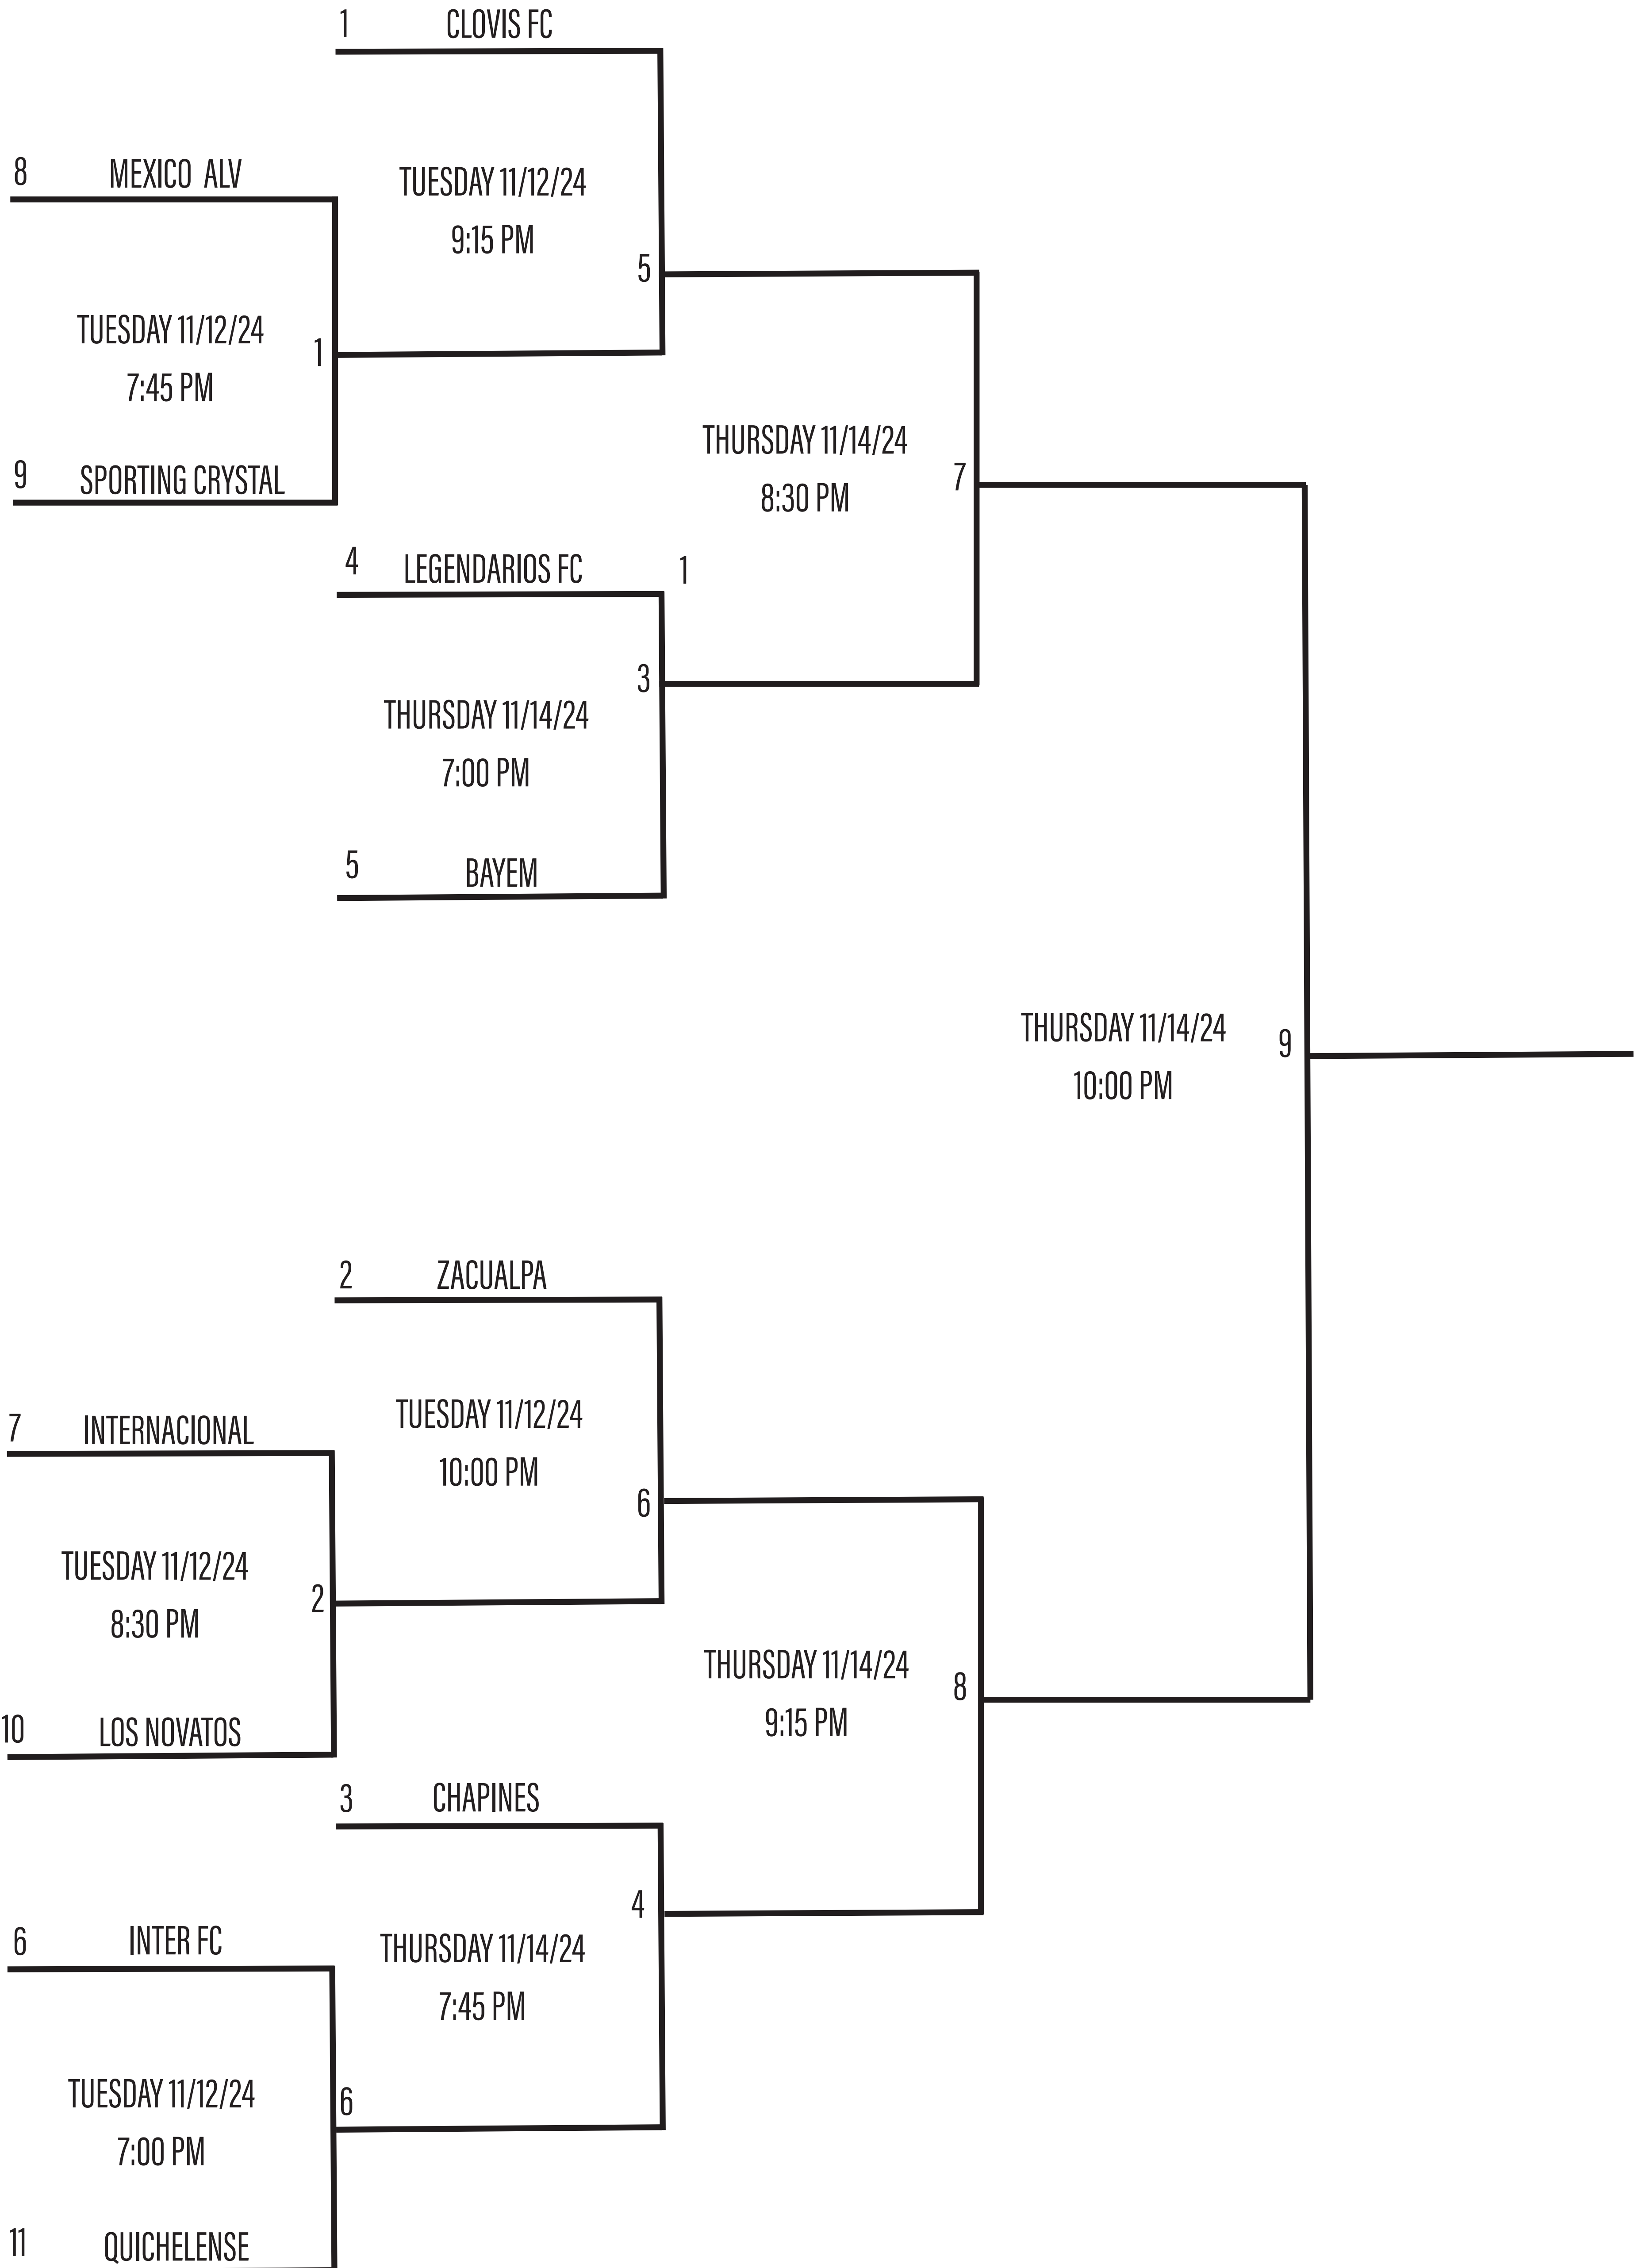 1 CLOVIS FC
8 MEXICO ALV
TUESDAY 11/12/24
9:15 PM
5
TUESDAY 11/12/24
7:45 PM
1
9 SPORTING CRYSTAL
THURSDAY 11/14/24
8:30 PM
7
4 LEGENDARIOS FC 1
3
THURSDAY 11/14/24
7:00 PM
5 BAYEM
THURSDAY 11/14/24
10:00 PM
9
2 ZACUALPA
7 INTERNACIONAL
TUESDAY 11/12/24
10:00 PM
6
TUESDAY 11/12/24
8:30 PM
2
THURSDAY 11/14/24
9:15 PM
8
10 LOS NOVATOS
3 CHAPINES
4
6 INTER FC
THURSDAY 11/14/24
7:45 PM
TUESDAY 11/12/24
7:00 PM
6
11 QUICHELENSE